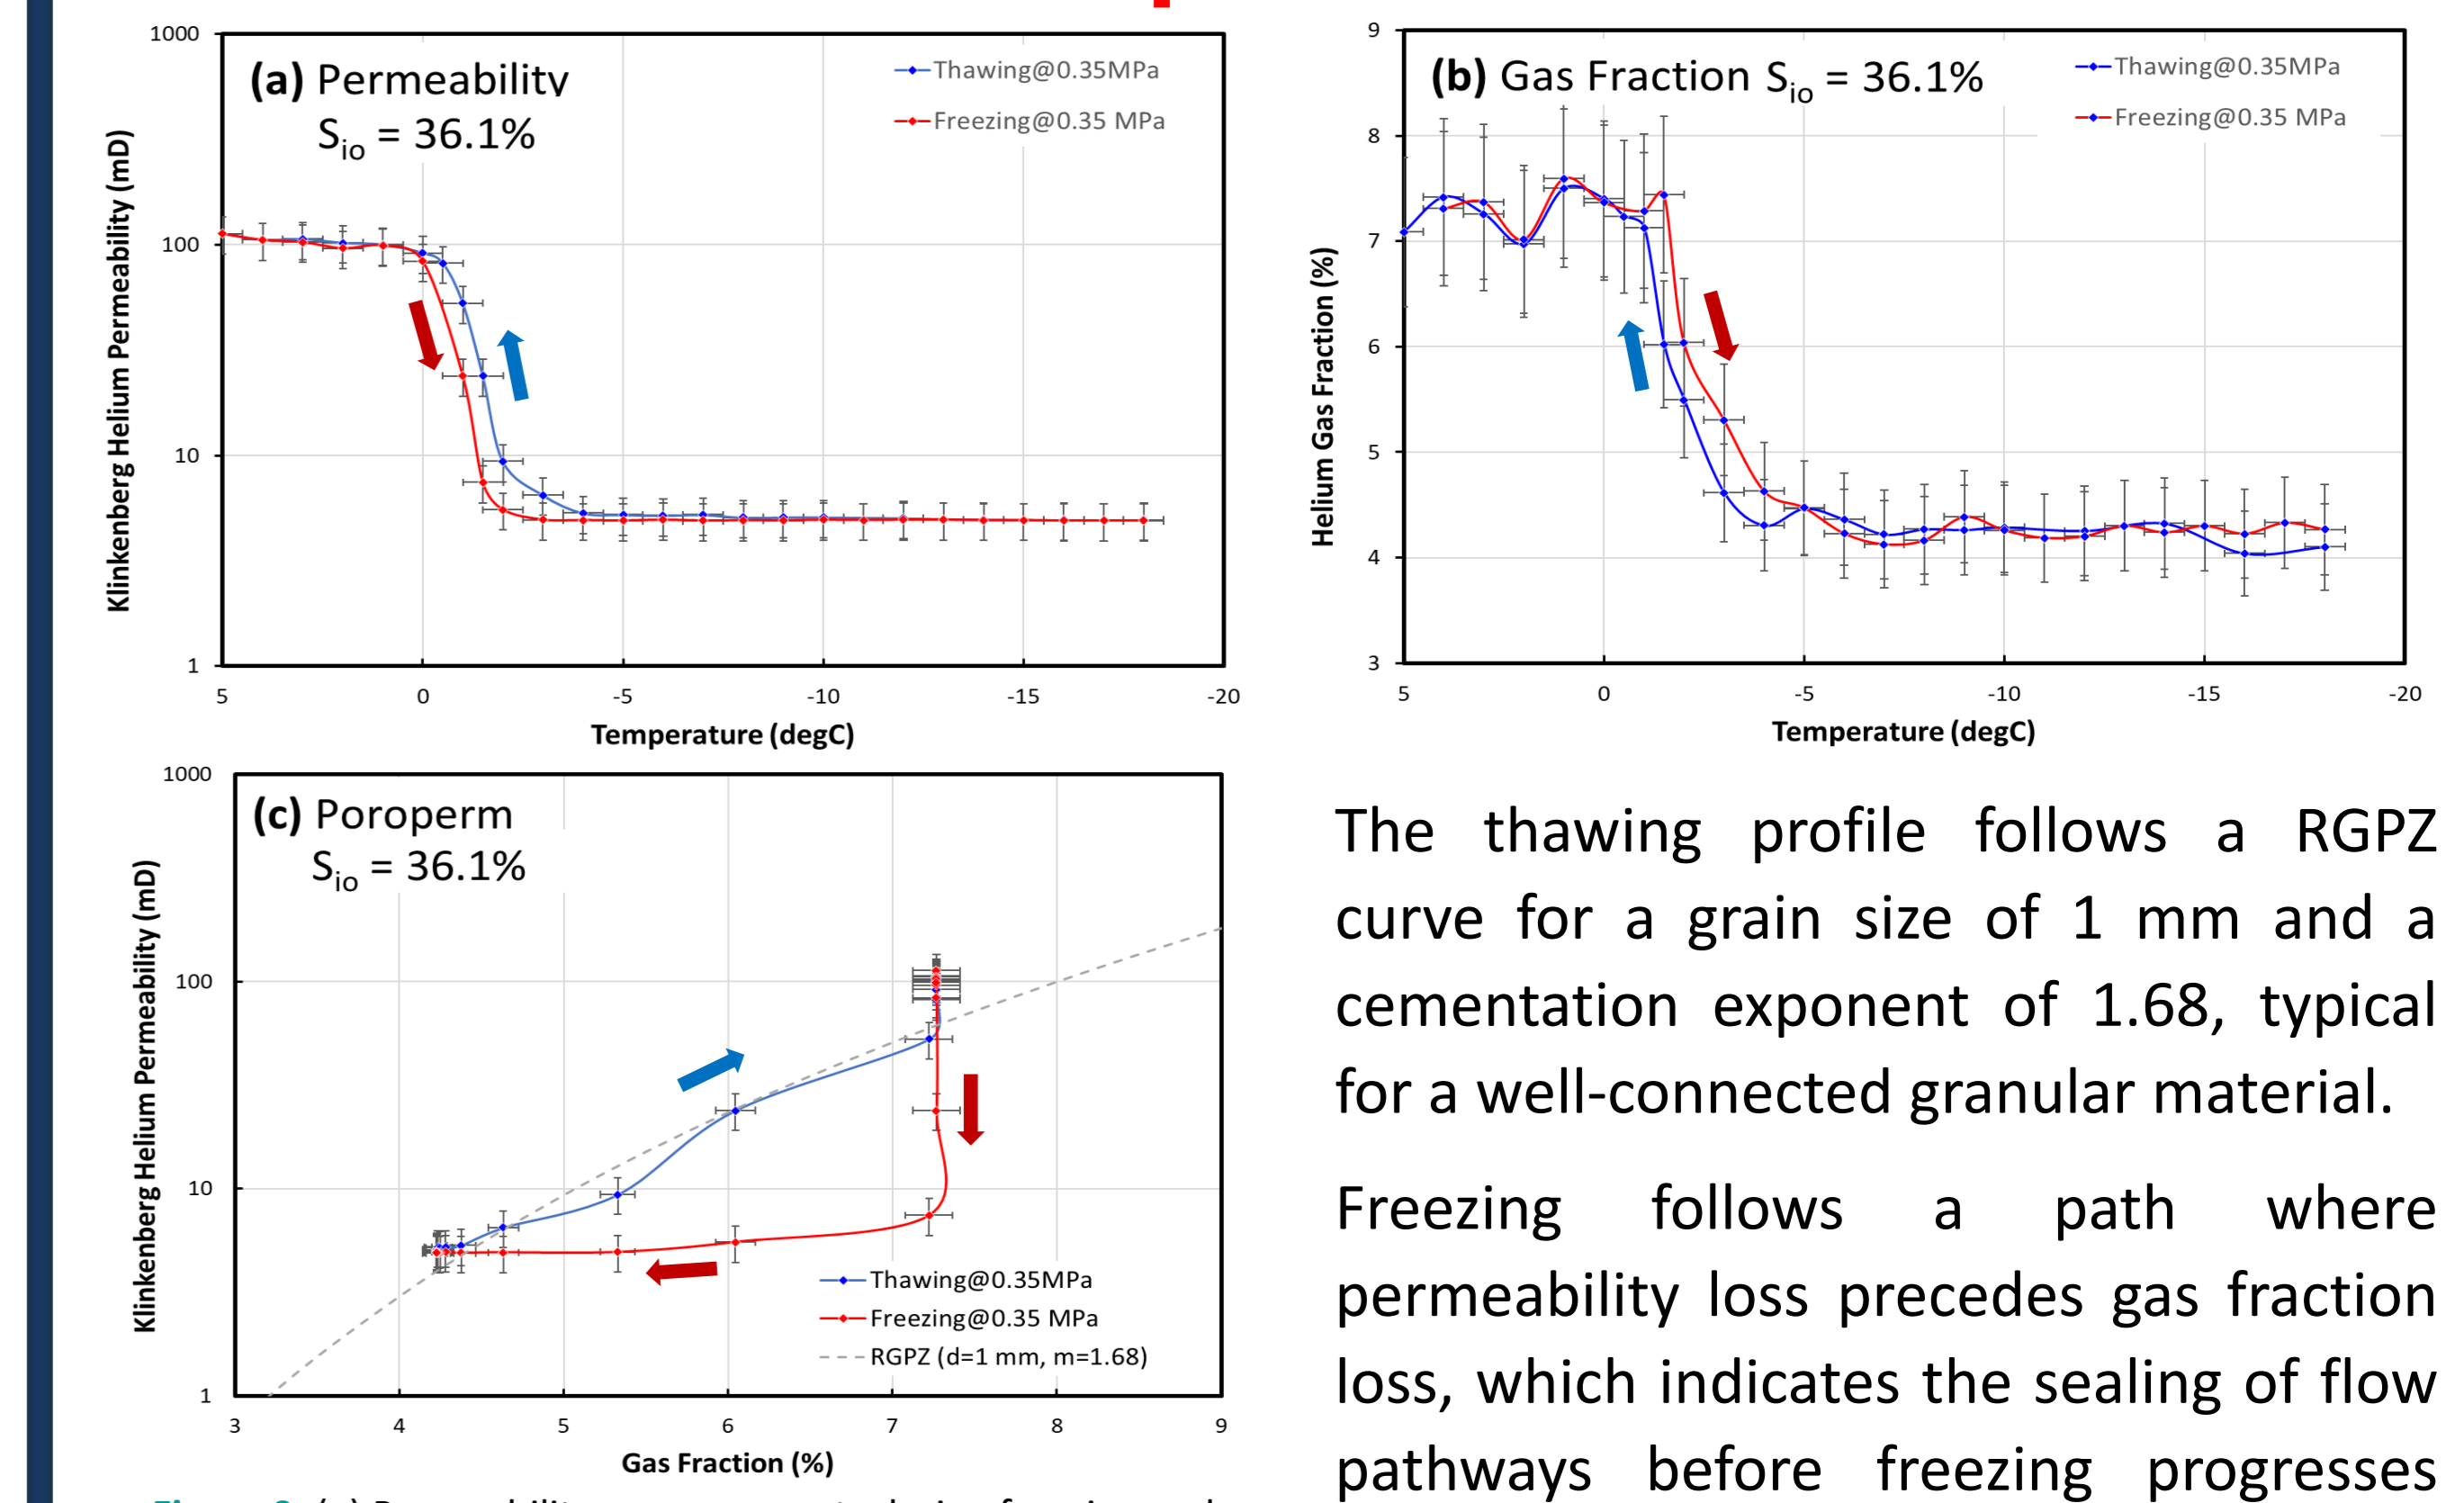 (a) Permeability
S_io = 36.1%
Thawing@0.35MPa
Freezing@0.35 MPa
Klinkenberg Helium Permeability (mD)
1000
100
10
1
5 0 -5 -10 -15 -20
Temperature (degC)
(b) Gas Fraction S_io = 36.1%
Thawing@0.35MPa
Freezing@0.35 MPa
Helium Gas Fraction (%)
9
8
7
6
5
4
3
5 0 -5 -10 -15 -20
Temperature (degC)
(c) Poroperm
S_io = 36.1%
Klinkenberg Helium Permeability (mD)
1000
100
10
1
Thawing@0.35MPa
Freezing@0.35 MPa
RGPZ (d=1 mm, m=1.68)
3 4 5 6 7 8 9
Gas Fraction (%)
The thawing profile follows a RGPZ
curve for a grain size of 1 mm and a
cementation exponent of 1.68, typical
for a well-connected granular material.
Freezing follows a path where
permeability loss precedes gas fraction
loss, which indicates the sealing of flow
pathways before freezing progresses